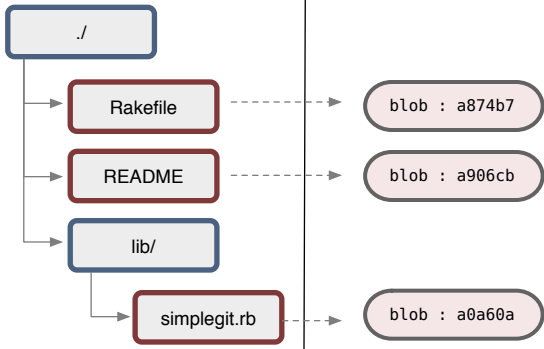 ./
Rakefile
blob : a874b7
README
blob : a906cb
lib/
simplegit.rb
blob : a0a60a